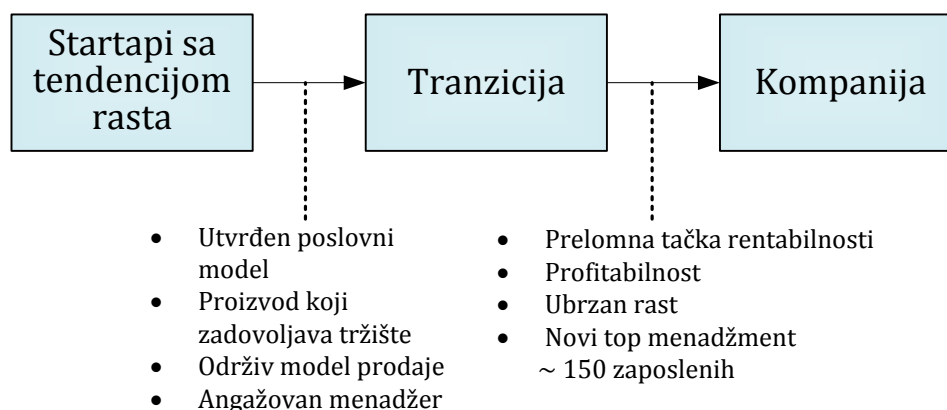 Startapi sa
tendencijom
rasta
Tranzicija
Kompanija
• Utvrđen poslovni
model
• Proizvod koji
zadovoljava tržište
• Održiv model prodaje
• Angažovan menadžer
• Prelomna tačka rentabilnosti
• Profitabilnost
• Ubrzan rast
• Novi top menadžment
~ 150 zaposlenih